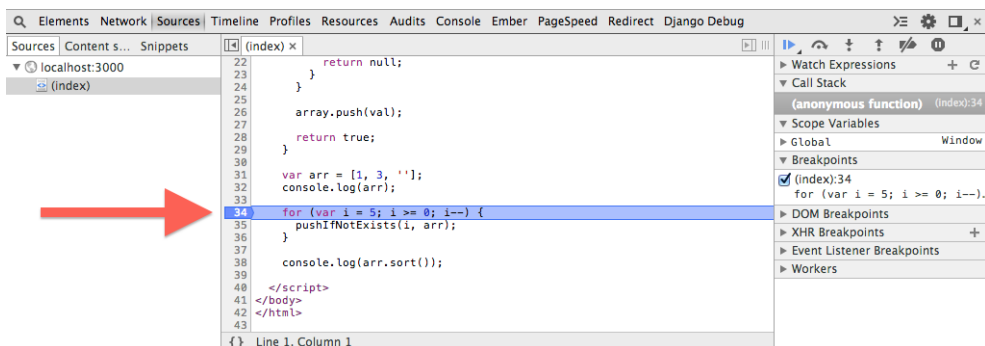 Elements Network Sources Timeline Profiles Resources Audits Console Ember PageSpeed Redirect Django Debug
Sources Content s... Snippets
localhost:3000
(index)
(index) ×
22 return null;
23 }
24 }
25
26 array.push(val);
27
28 return true;
29 }
30
31 var arr = [1, 3, ''];
32 console.log(arr);
33
34 for (var i = 5; i >= 0; i--) {
35 pushIfNotExists(i, arr);
36 }
37
38 console.log(arr.sort());
39
40 </script>
41 </body>
42 </html>
43
{ } Line 1, Column 1
Watch Expressions + C
Call Stack
(anonymous function) (index):34
Scope Variables
Global Window
Breakpoints
(index):34
for (var i = 5; i >= 0; i--)…
DOM Breakpoints
XHR Breakpoints +
Event Listener Breakpoints
Workers